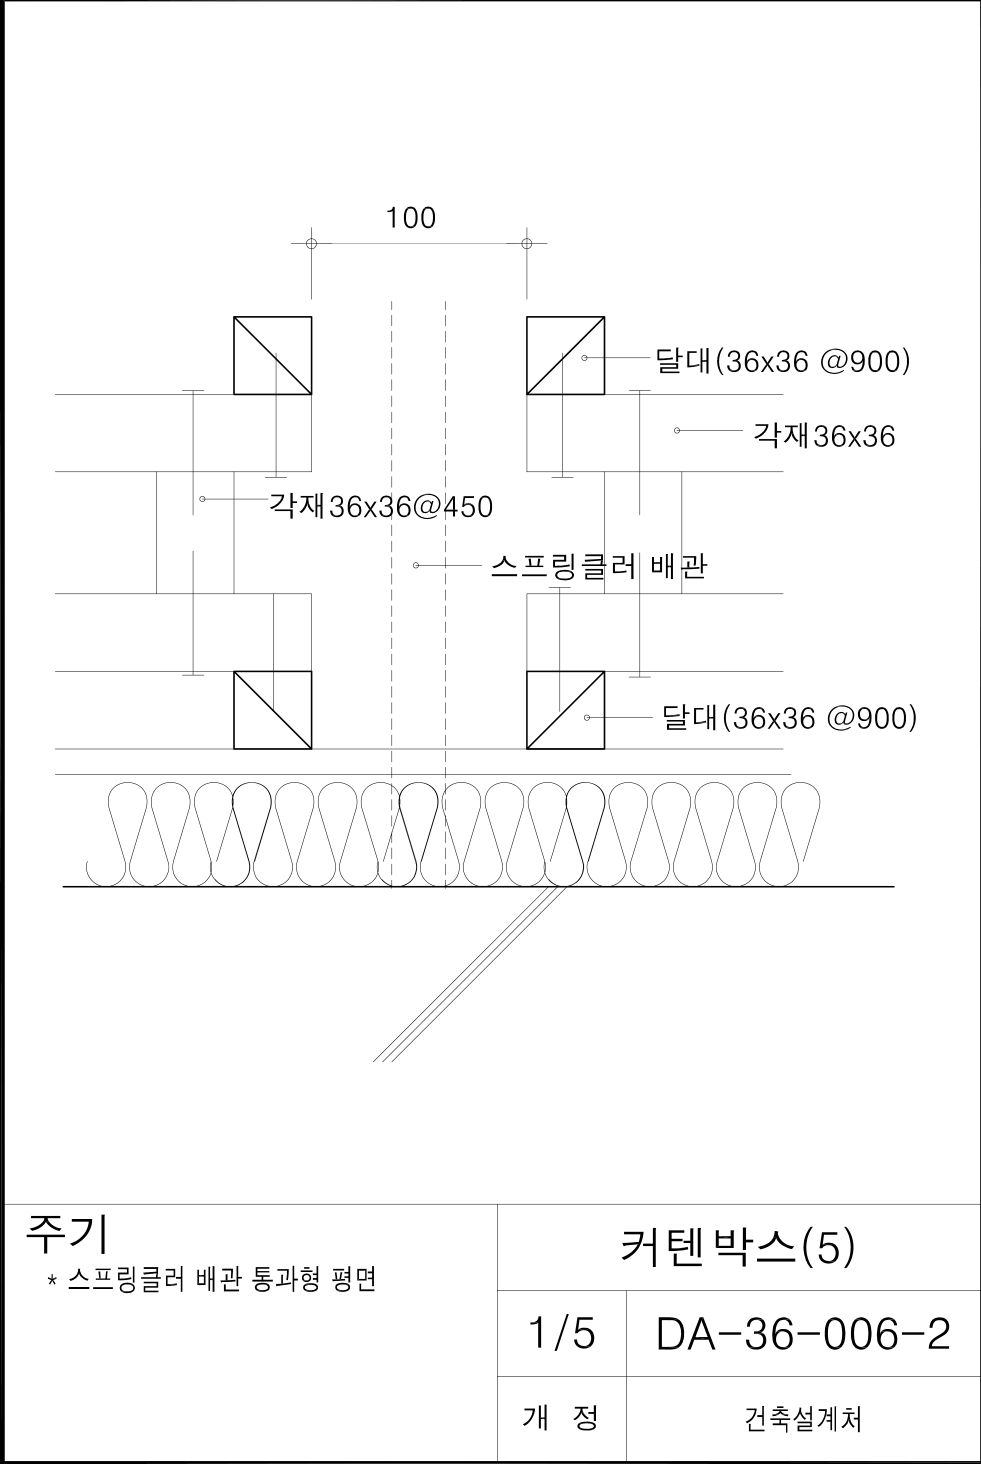 100
달대(36x36 @900)
각재36x36
각재36x36@450
스프링클러 배관
달대(36x36 @900)
주기
* 스프링클러 배관 통과형 평면
커텐박스(5)
1/5
DA-36-006-2
개 정
건축설계처